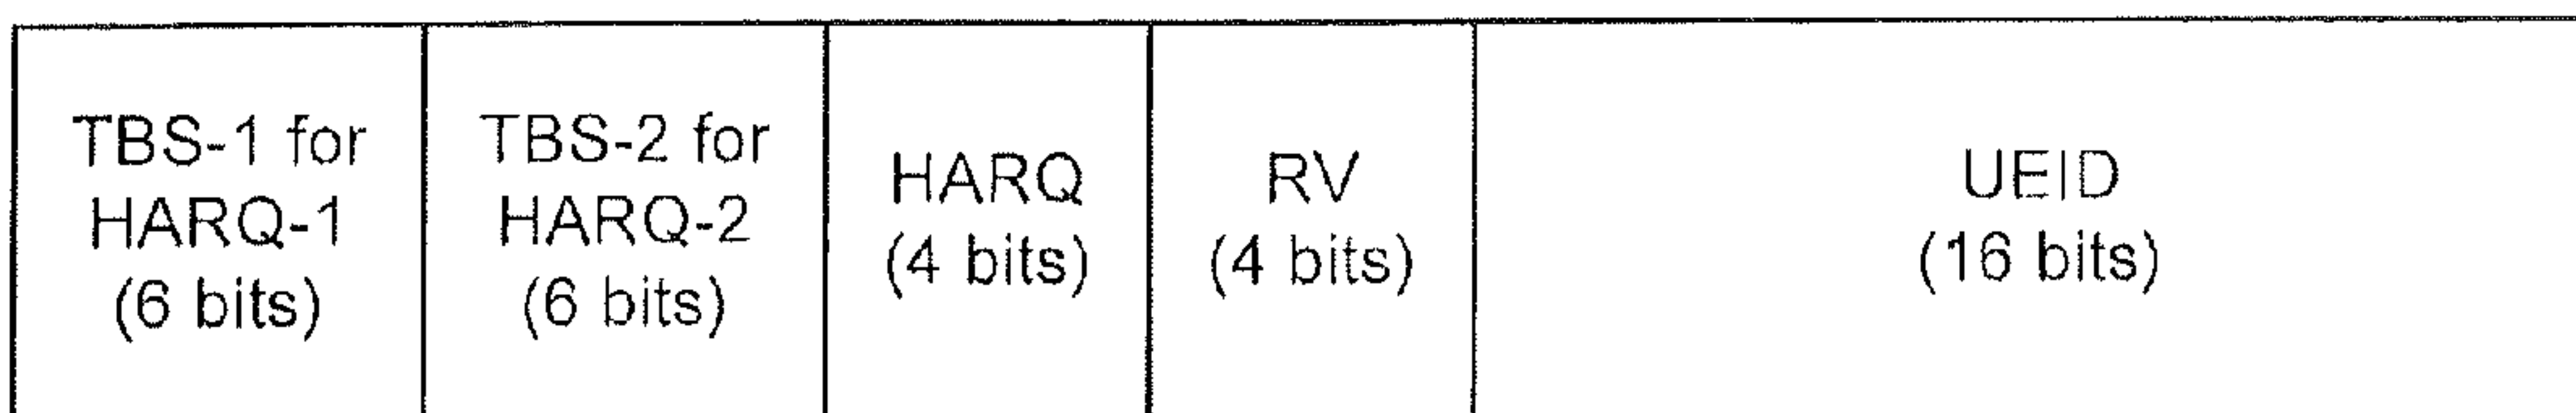 TBS-1 for
HARQ-1
(6 bits)
TBS-2 for
HARQ-2
(6 bits)
HARQ
(4 bits)
RV
(4 bits)
UEID
(16 bits)